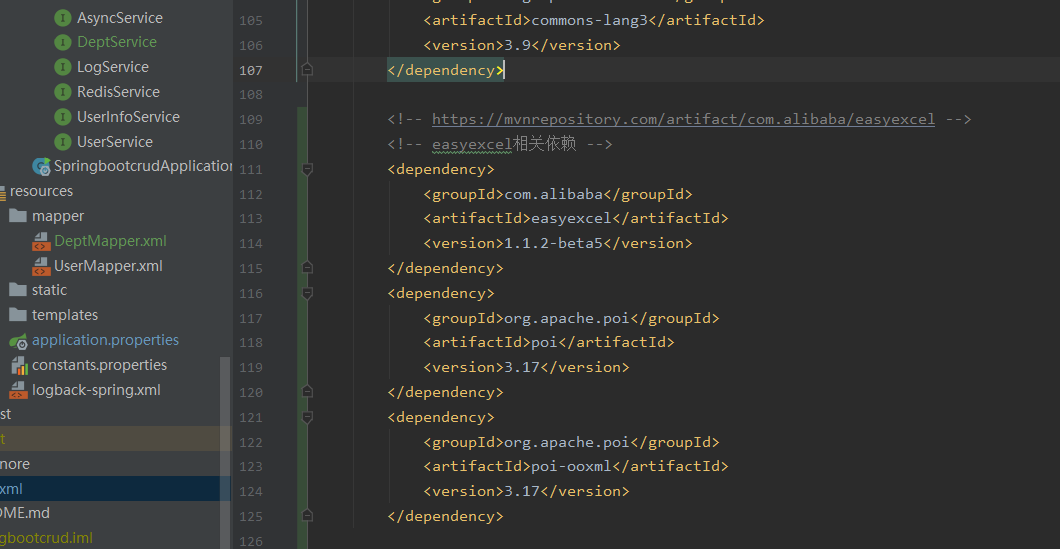 AsyncService
DeptService
LogService
RedisService
UserInfoService
UserService
SpringbootcrudApplication
resources
mapper
DeptMapper.xml
UserMapper.xml
static
templates
application.properties
constants.properties
logback-spring.xml
st
t
nore
xml
OME.md
gbootcrud.iml
105 <artifactId>commons-lang3</artifactId>
106 <version>3.9</version>
107 </dependency>
108
109 <!-- https://mvnrepository.com/artifact/com.alibaba/easyexcel -->
110 <!-- easyexcel相关依赖 -->
111 <dependency>
112 <groupId>com.alibaba</groupId>
113 <artifactId>easyexcel</artifactId>
114 <version>1.1.2-beta5</version>
115 </dependency>
116 <dependency>
117 <groupId>org.apache.poi</groupId>
118 <artifactId>poi</artifactId>
119 <version>3.17</version>
120 </dependency>
121 <dependency>
122 <groupId>org.apache.poi</groupId>
123 <artifactId>poi-ooxml</artifactId>
124 <version>3.17</version>
125 </dependency>
126